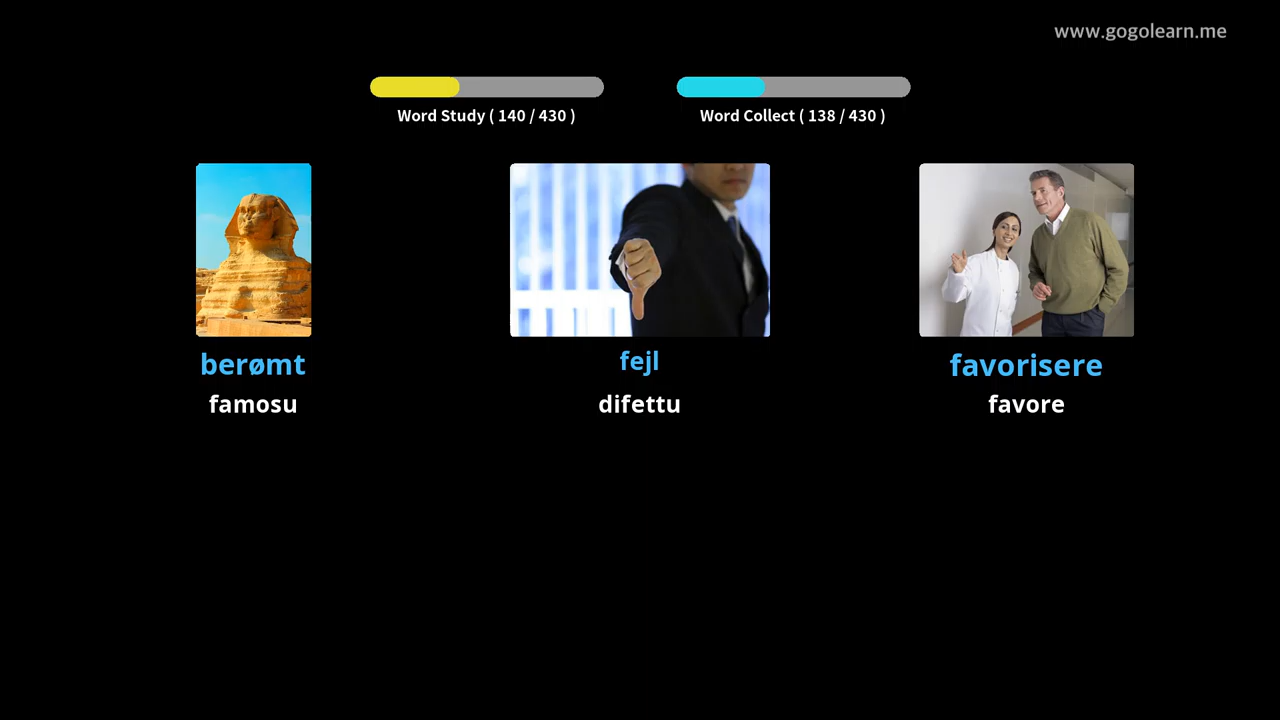 www.gogolearn.me
Word Study ( 140 / 430 )
Word Collect ( 138 / 430 )
berømt
fejl
favorisere
famosu
difettu
favore